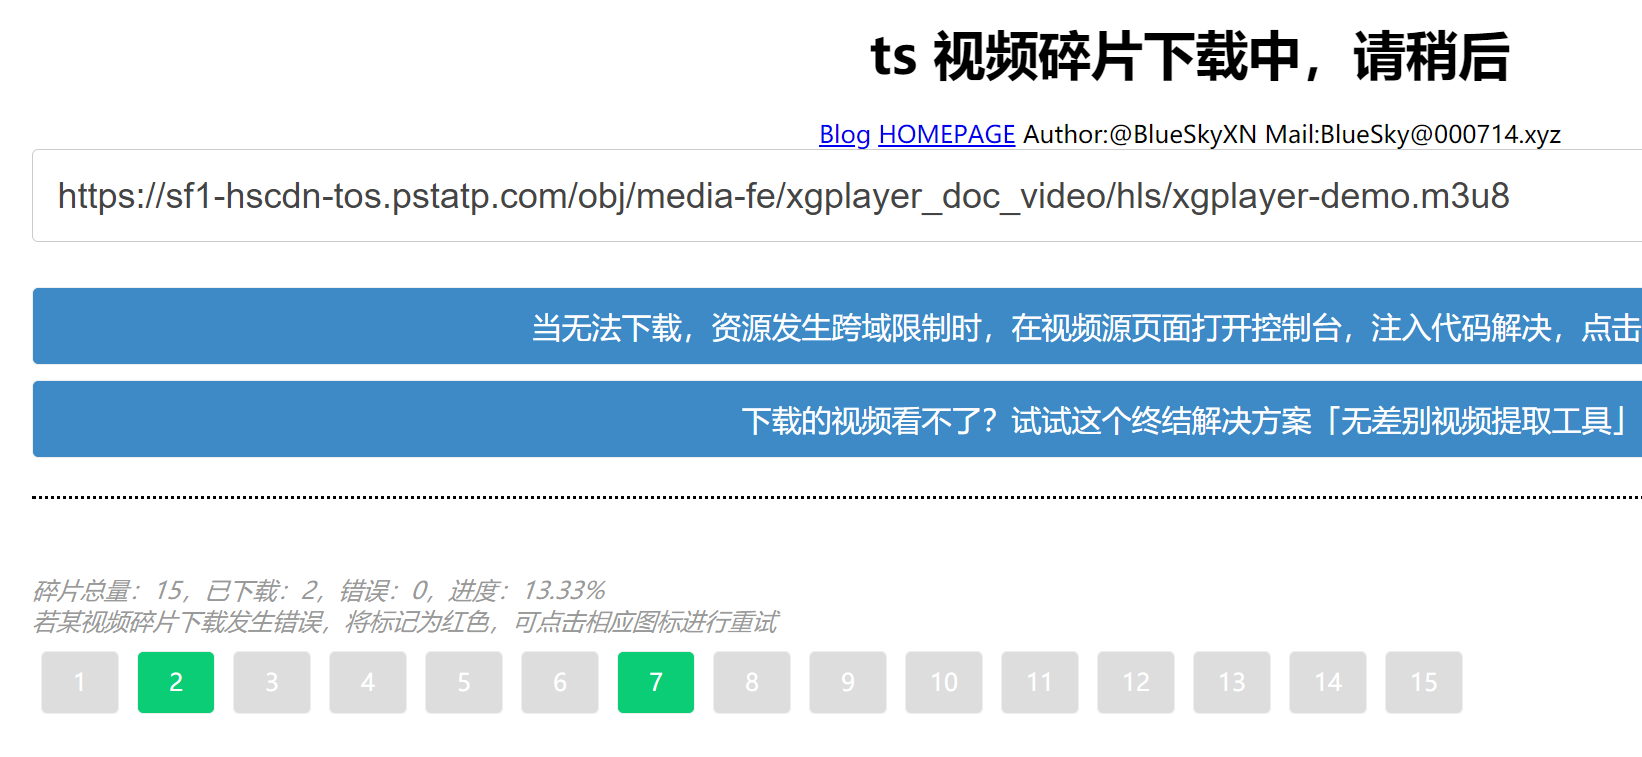 ts 视频碎片下载中，请稍后
Blog HOMEPAGE Author:@BlueSkyXN Mail:BlueSky@000714.xyz
https://sf1-hscdn-tos.pstatp.com/obj/media-fe/xgplayer_doc_video/hls/xgplayer-demo.m3u8
当无法下载，资源发生跨域限制时，在视频源页面打开控制台，注入代码解决，点击
下载的视频看不了？试试这个终结解决方案「无差别视频提取工具」
碎片总量：15，已下载：2，错误：0，进度：13.33%
若某视频碎片下载发生错误，将标记为红色，可点击相应图标进行重试
1 2 3 4 5 6 7 8 9 10 11 12 13 14 15